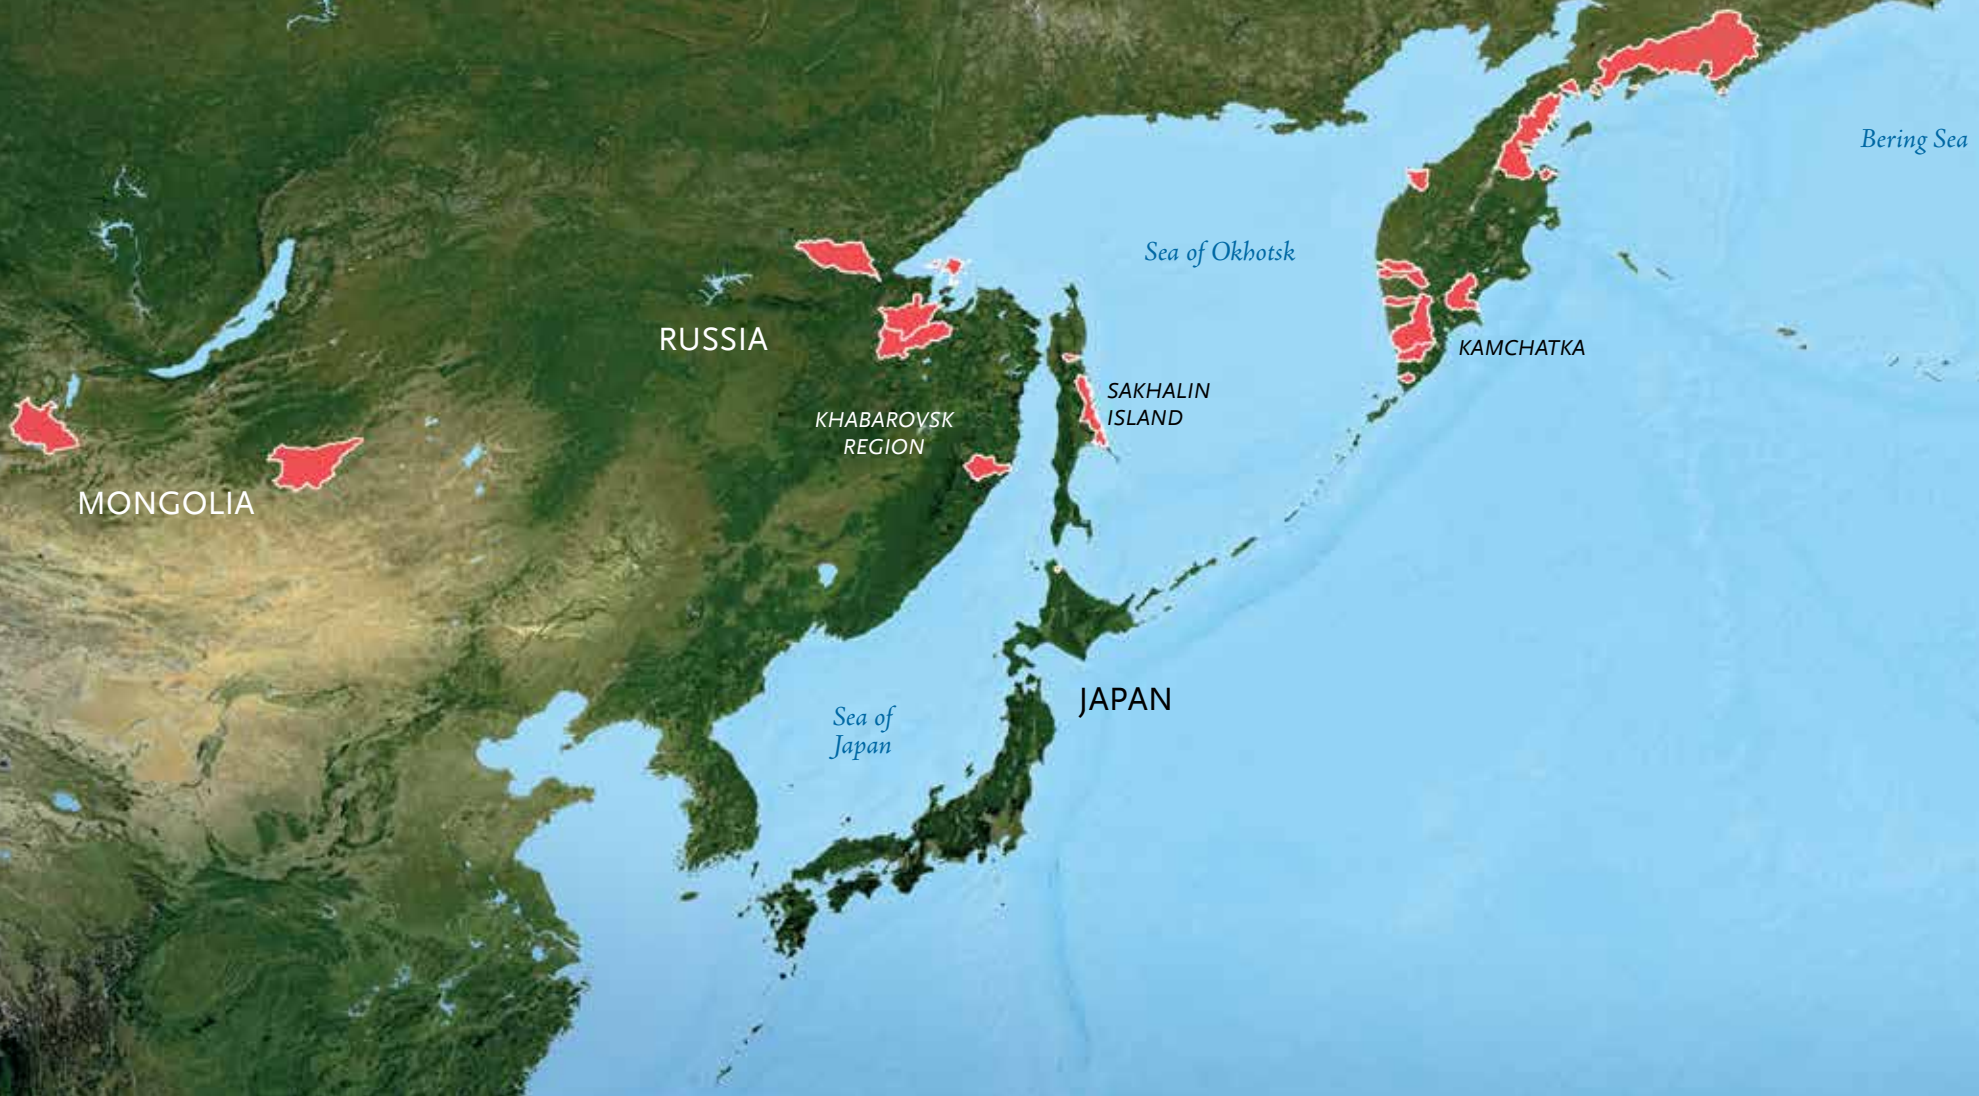 Bering Sea
Sea of Okhotsk
RUSSIA
KAMCHATKA
SAKHALIN
ISLAND
KHABAROVSK
REGION
MONGOLIA
JAPAN
Sea of
Japan